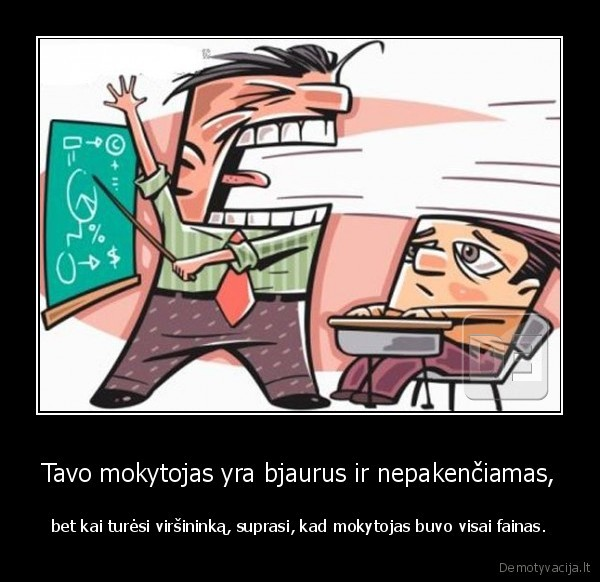 Tavo mokytojas yra bjaurus ir nepakenčiamas,
bet kai turėsi viršininką, suprasi, kad mokytojas buvo visai fainas.
Demotyvacija.lt